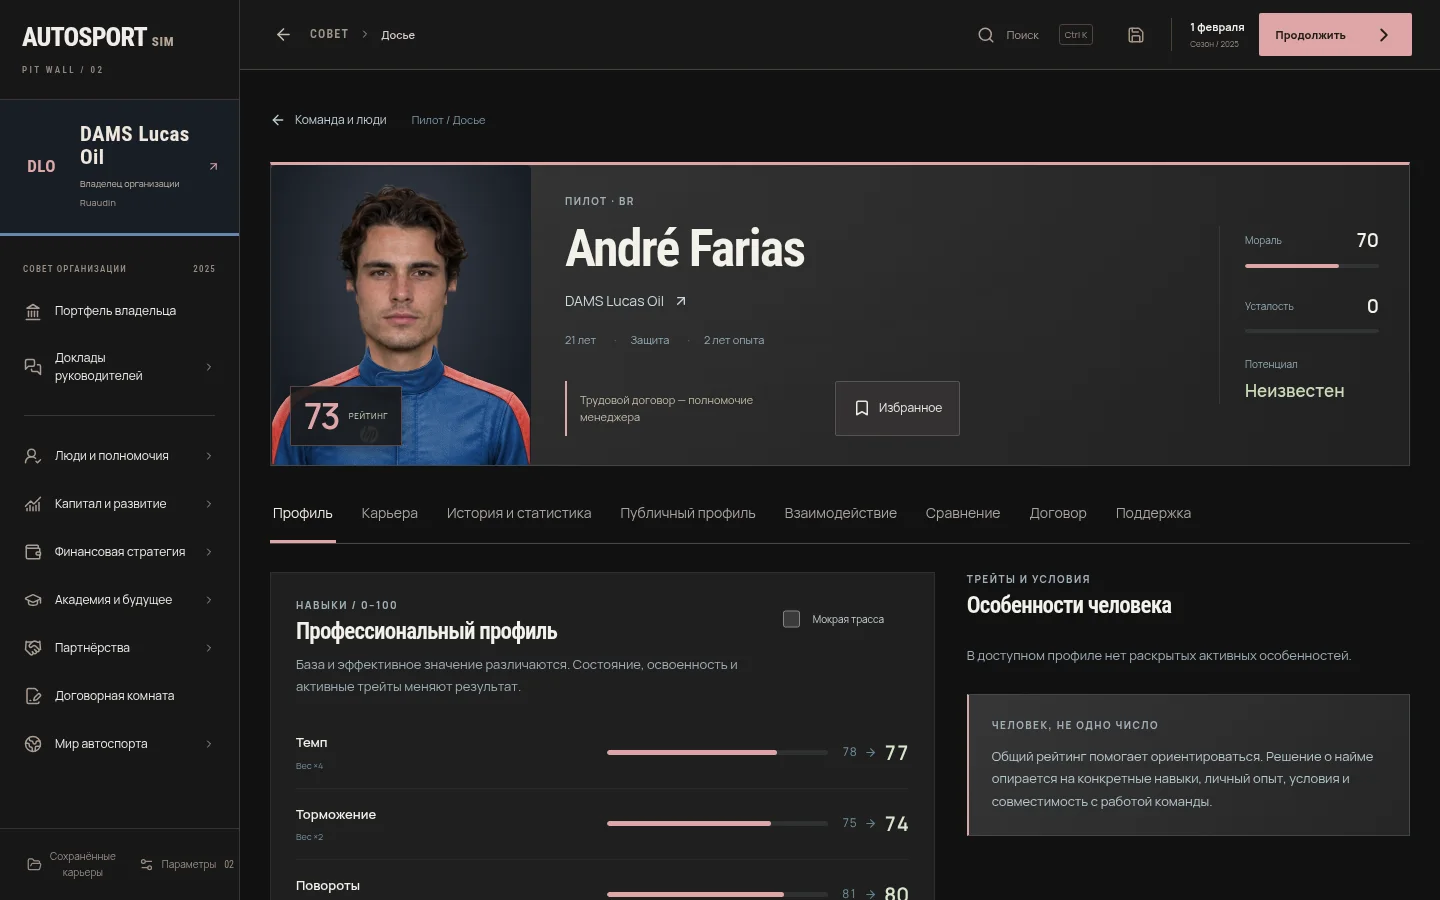 AUTOSPORT SIM
PIT WALL / 02
DLO
DAMS Lucas Oil
Владелец организации
Ruaudin
СОВЕТ ОРГАНИЗАЦИИ 2025
Портфель владельца
Доклады
руководителей
Люди и полномочия
Капитал и развитие
Финансовая стратегия
Академия и будущее
Партнёрства
Договорная комната
Мир автоспорта
Сохранённые
карьеры
Параметры 02
СОВЕТ Досье
Поиск Ctrl K
1 февраля
Сезон / 2025
Продолжить
Команда и люди Пилот / Досье
73 РЕЙТИНГ
ПИЛОТ · BR
André Farias
DAMS Lucas Oil
21 лет · Защита · 2 лет опыта
Трудовой договор — полномочие
менеджера
Избранное
Мораль 70
Усталость 0
Потенциал
Неизвестен
Профиль Карьера История и статистика Публичный профиль Взаимодействие Сравнение Договор Поддержка
НАВЫКИ / 0–100
Профессиональный профиль
Мокрая трасса
База и эффективное значение различаются. Состояние, освоенность и
активные трейты меняют результат.
Темп
Вес ×4
78 → 77
Торможение
Вес ×2
75 → 74
Повороты
81 → 80
ТРЕЙТЫ И УСЛОВИЯ
Особенности человека
В доступном профиле нет раскрытых активных особенностей.
ЧЕЛОВЕК, НЕ ОДНО ЧИСЛО
Общий рейтинг помогает ориентироваться. Решение о найме
опирается на конкретные навыки, личный опыт, условия и
совместимость с работой команды.